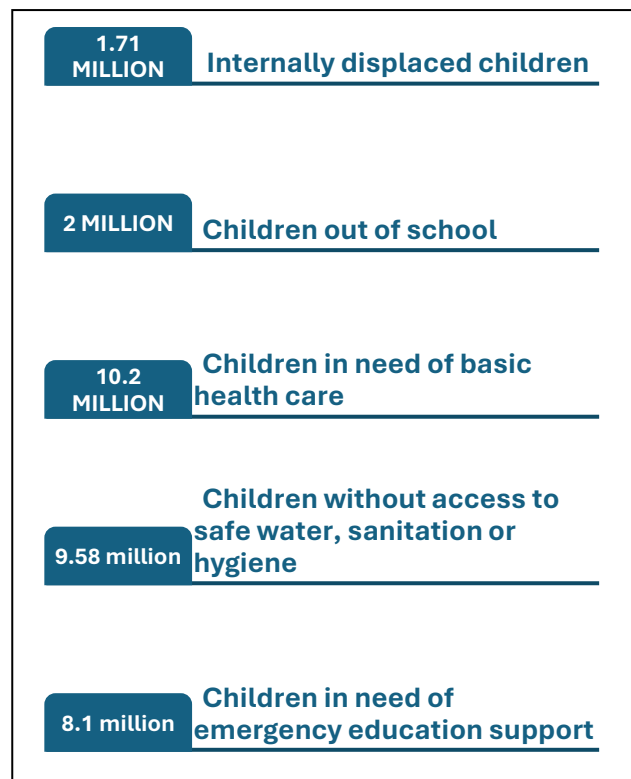 1.71
MILLION
Internally displaced children
2 MILLION
Children out of school
10.2
MILLION
Children in need of basic
health care
9.58 million
Children without access to
safe water, sanitation or
hygiene
8.1 million
Children in need of
emergency education support